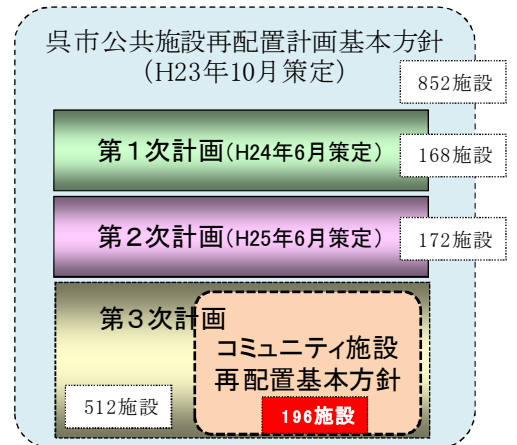 呉市公共施設再配置計画基本方針
（H23年10月策定）
852施設
第１次計画（H24年6月策定）
168施設
第２次計画（H25年6月策定）
172施設
第３次計画
コミュニティ施設
再配置基本方針
512施設
196施設